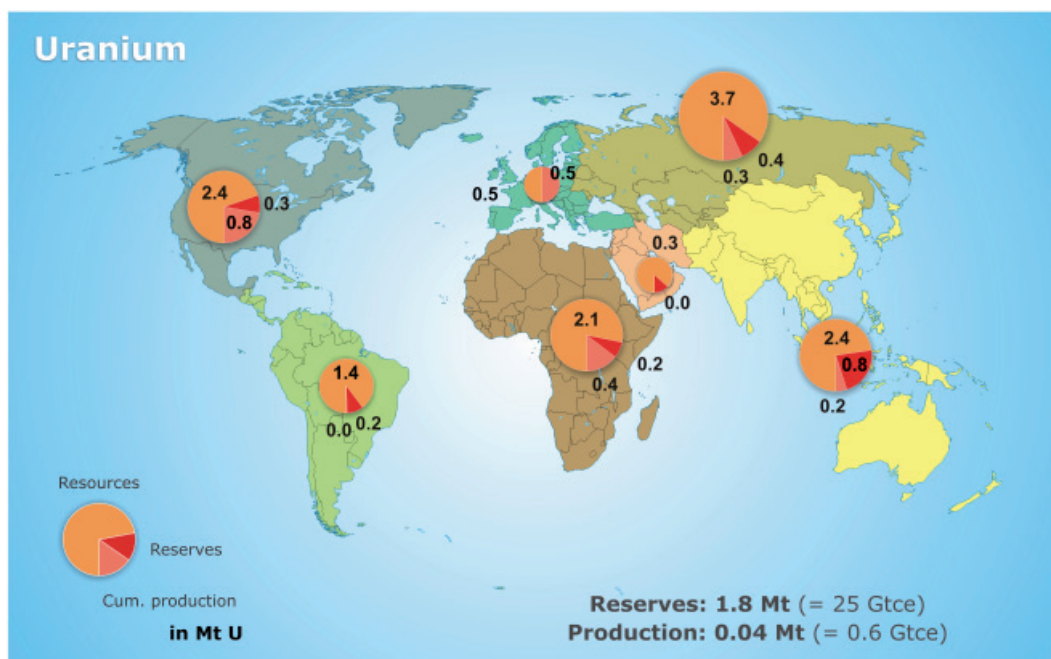 Uranium
3.7
0.4
0.3
2.4
0.3
0.8
0.5
0.5
0.3
0.0
2.1
0.2
0.4
2.4
0.8
0.2
1.4
0.2
0.0
Resources
Reserves
Cum. production
in Mt U
Reserves: 1.8 Mt (= 25 Gtce)
Production: 0.04 Mt (= 0.6 Gtce)